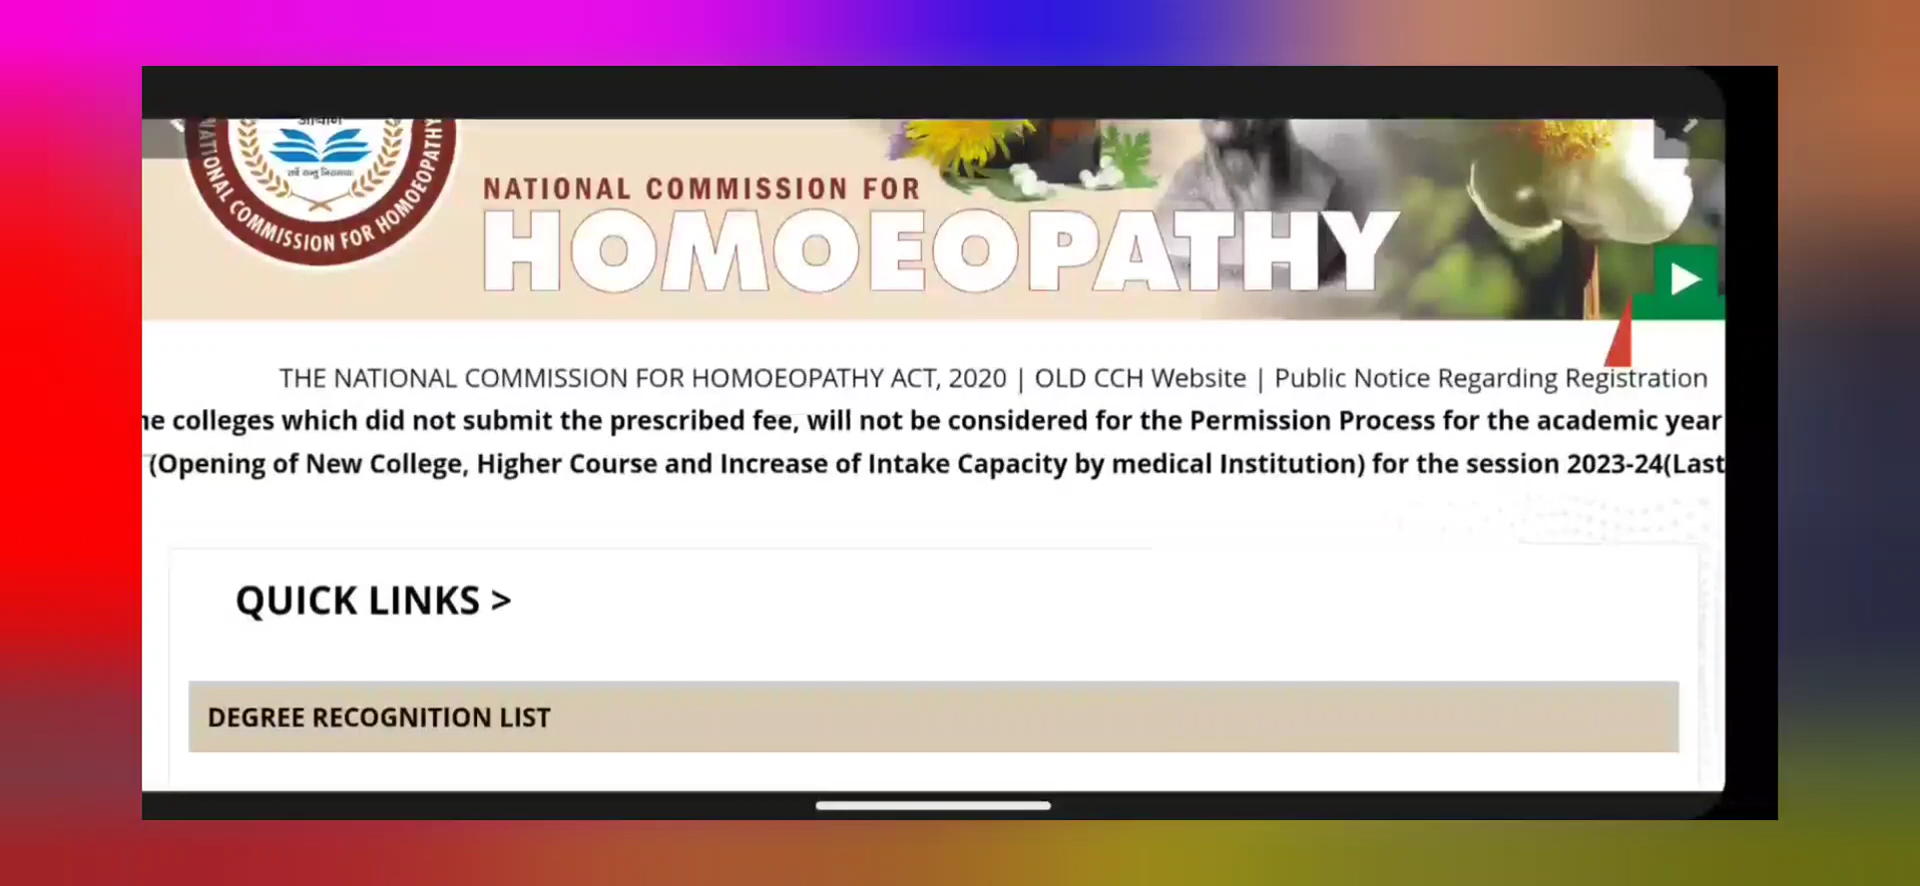 आयोग
NATIONAL COMMISSION FOR HOMOEOPATHY
NATIONAL COMMISSION FOR
HOMOEOPATHY
THE NATIONAL COMMISSION FOR HOMOEOPATHY ACT, 2020 | OLD CCH Website | Public Notice Regarding Registration
colleges which did not submit the prescribed fee, will not be considered for the Permission Process for the academic year
(Opening of New College, Higher Course and Increase of Intake Capacity by medical Institution) for the session 2023-24(Last
QUICK LINKS >
DEGREE RECOGNITION LIST